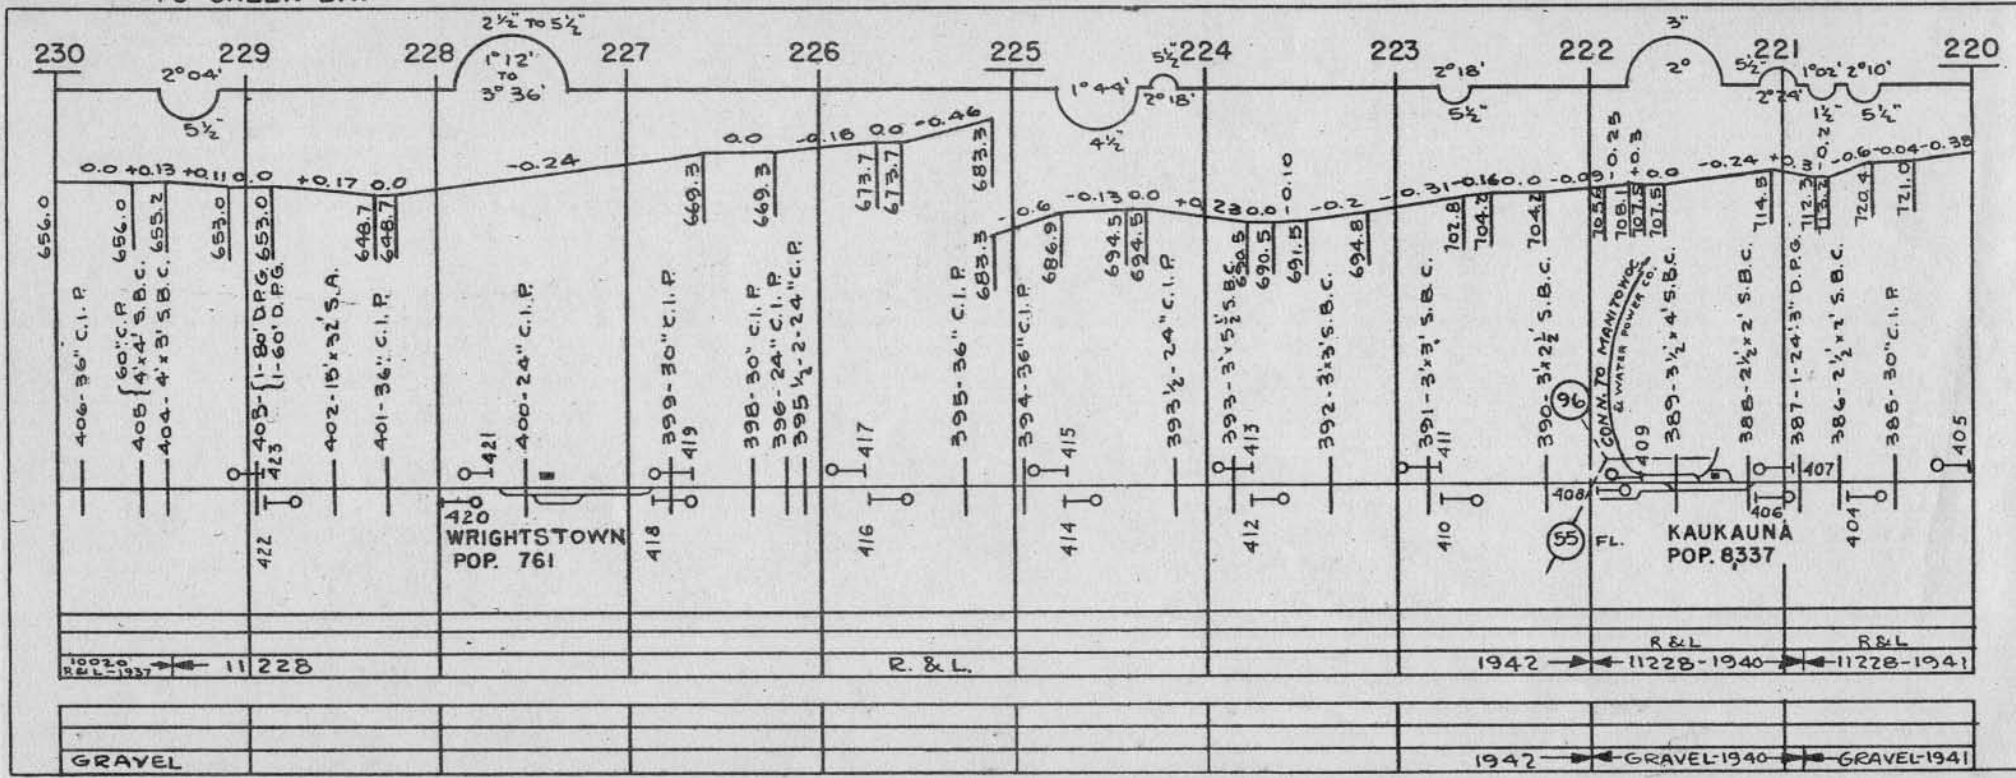 230 229 228 227 226 225 224 223 222 221 220
2°04'
5½"
2½" TO 5½"
1°12'
TO
3°36'
1°44'
4½"
5½"
2°18'
2°18'
5½"
3"
2°
5½"
2°24'
1°02'
1½"
2°10'
5½"
0.0 +0.13 +0.11 0.0 +0.17 0.0 -0.24 0.0 -0.18 0.0 -0.46
-0.6 -0.13 0.0 +0.23 0.0 -0.10 -0.2 -0.31 -0.16 0.0 -0.09 -0.25 +0.3 0.0 -0.24 +0.3 -0.2 -0.6 -0.04 -0.38
656.0 656.0 655.2 653.0 653.0 648.7 648.7 669.3 669.3 673.7 673.7 683.3
683.5 686.9 694.5 694.5 690.5 690.5 691.5 694.8 702.8 704.2 704.2 705.6 708.1 707.5 707.5 714.5 712.3 713.2 720.4 721.0
406-36" C.I.P.
405 {60" C.P.
{4'x4' S.B.C.
404-4'x3' S.B.C.
403-{1-80' D.P.G.
{1-60' D.P.G.
402-15'x32' S.A.
401-36" C.I.P.
400-24" C.I.P.
399-30" C.I.P.
398-30" C.I.P.
396-24" C.I.P.
395½-2-24" C.P.
395-36" C.I.P.
394-36" C.I.P.
393½-24" C.I.P.
393-3'x5½' S.B.C.
392-3'x3' S.B.C.
391-3'x3' S.B.C.
390-3'x2½' S.B.C.
CONN. TO MANITOWOC
& WATER POWER CO.
389-3½'x4' S.B.C.
388-2½'x2' S.B.C.
387-1-24'3" D.P.G.
386-2½'x2' S.B.C.
385-30" C.I.P.
96
423 421 419 417 415 413 411 409 407 405
422 420 418 416 414 412 410 408A 406 404
WRIGHTSTOWN
POP. 761
55 FL.
KAUKAUNA
POP. 8337
R&L R&L
10020
R&L-1937 11228 R. & L. 1942 11228-1940 11228-1941
GRAVEL 1942 GRAVEL-1940 GRAVEL-1941